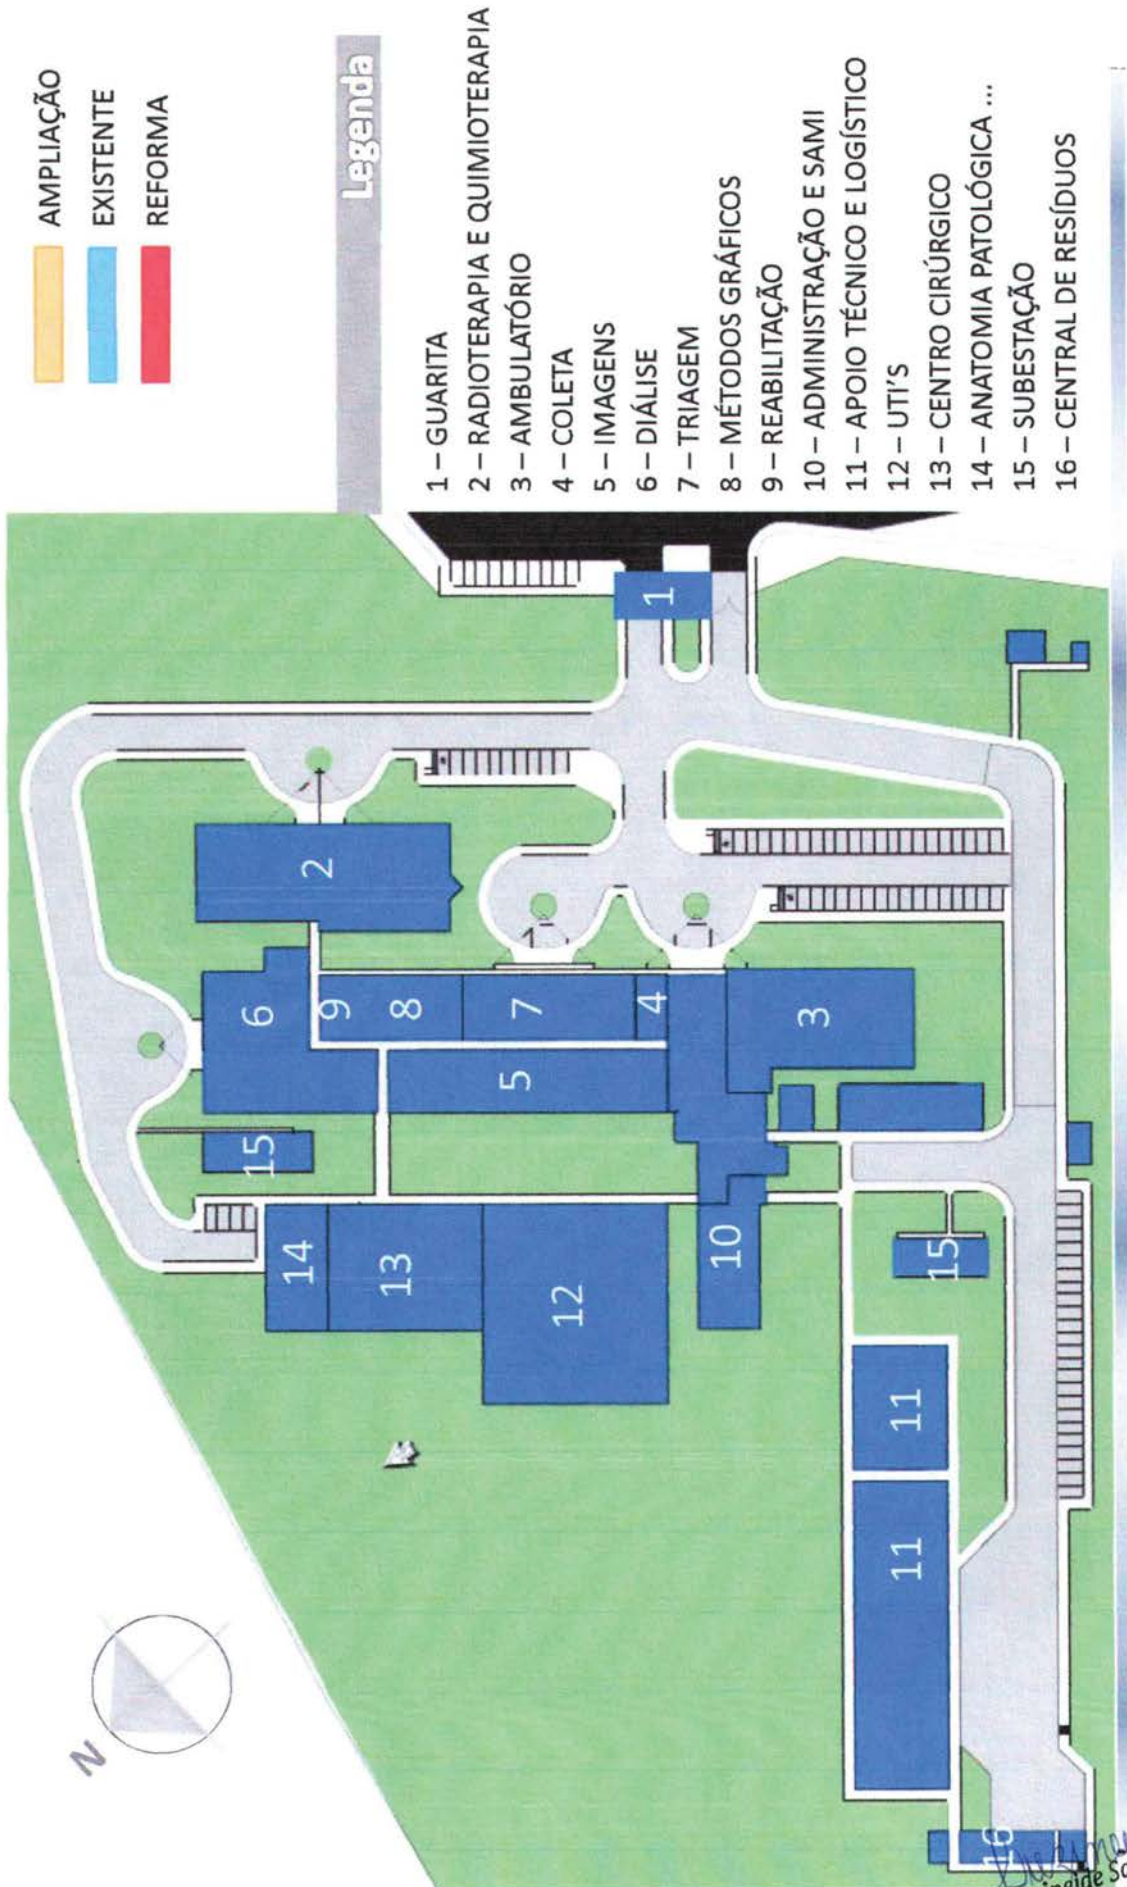 AMPLIAÇÃO
EXISTENTE
REFORMA
Legenda
1 – GUARITA
2 – RADIOTERAPIA E QUIMIOTERAPIA
3 – AMBULATÓRIO
4 – COLETA
5 – IMAGENS
6 – DIÁLISE
7 – TRIAGEM
8 – MÉTODOS GRÁFICOS
9 – REABILITAÇÃO
10 – ADMINISTRAÇÃO E SAMI
11 – APOIO TÉCNICO E LOGÍSTICO
12 – UTI'S
13 – CENTRO CIRÚRGICO
14 – ANATOMIA PATOLÓGICA ...
15 – SUBESTAÇÃO
16 – CENTRAL DE RESÍDUOS
1
2
6
9
8
7
4
3
5
15
14
13
12
10
15
11
11
16
N